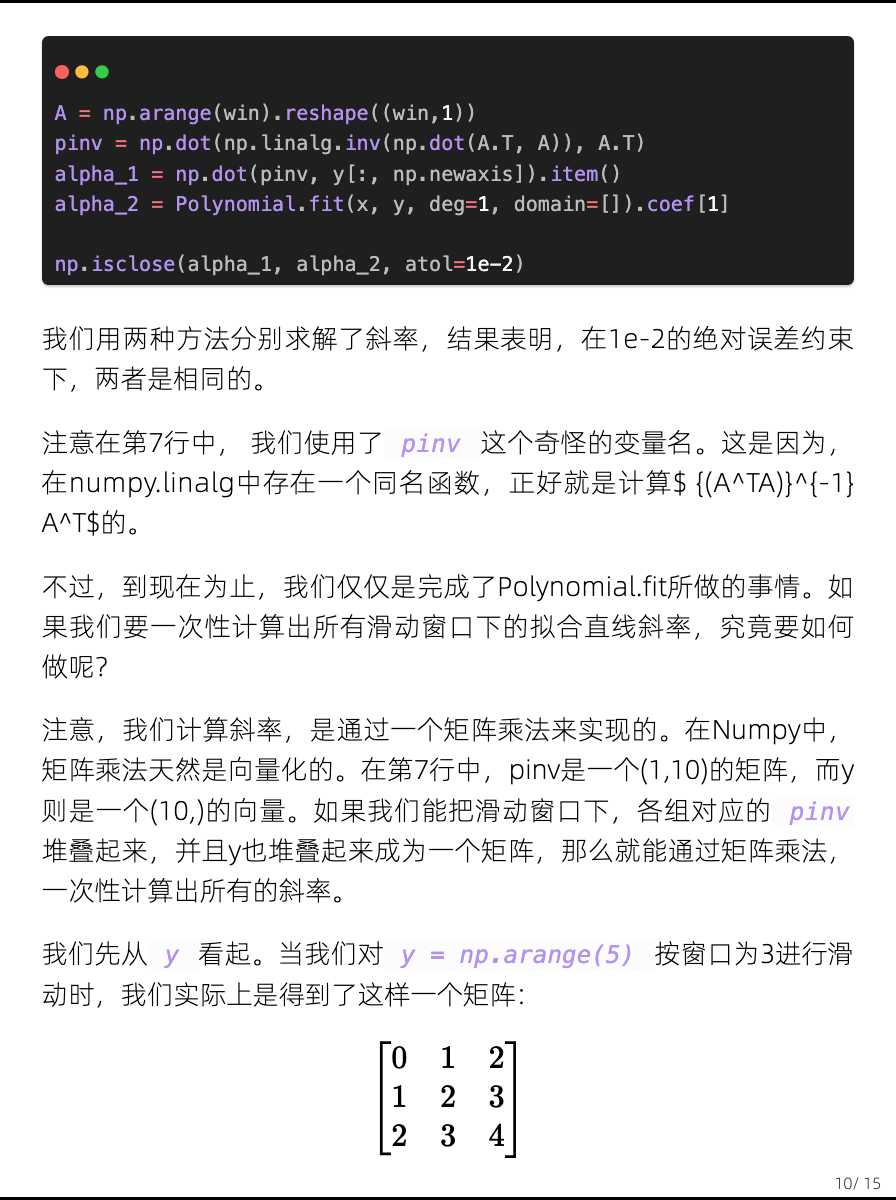 A = np.arange(win).reshape((win,1))
pinv = np.dot(np.linalg.inv(np.dot(A.T, A)), A.T)
alpha_1 = np.dot(pinv, y[:, np.newaxis]).item()
alpha_2 = Polynomial.fit(x, y, deg=1, domain=[]).coef[1]
np.isclose(alpha_1, alpha_2, atol=1e-2)
我们用两种方法分别求解了斜率，结果表明，在1e-2的绝对误差约束
下，两者是相同的。
注意在第7行中， 我们使用了 pinv 这个奇怪的变量名。这是因为，
在numpy.linalg中存在一个同名函数，正好就是计算$ {(A^TA)}^{-1}
A^T$的。
不过，到现在为止，我们仅仅是完成了Polynomial.fit所做的事情。如
果我们要一次性计算出所有滑动窗口下的拟合直线斜率，究竟要如何
做呢？
注意，我们计算斜率，是通过一个矩阵乘法来实现的。在Numpy中，
矩阵乘法天然是向量化的。在第7行中，pinv是一个(1,10)的矩阵，而y
则是一个(10,)的向量。如果我们能把滑动窗口下，各组对应的 pinv
堆叠起来，并且y也堆叠起来成为一个矩阵，那么就能通过矩阵乘法，
一次性计算出所有的斜率。
我们先从 y 看起。当我们对 y = np.arange(5) 按窗口为3进行滑
动时，我们实际上是得到了这样一个矩阵：
0 1 2
1 2 3
2 3 4
10/ 15